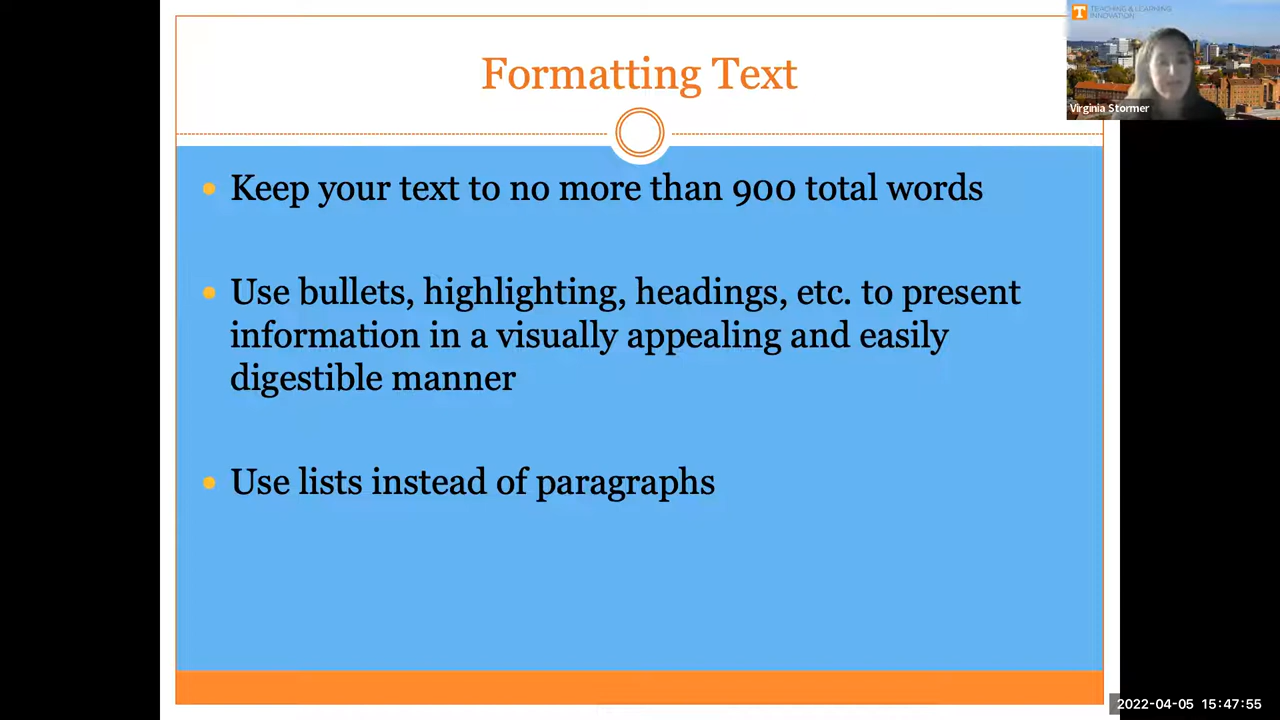 TEACHING & LEARNING
INNOVATION
Virginia Stormer
Formatting Text
• Keep your text to no more than 900 total words
• Use bullets, highlighting, headings, etc. to present
information in a visually appealing and easily
digestible manner
• Use lists instead of paragraphs
2022-04-05 15:47:55